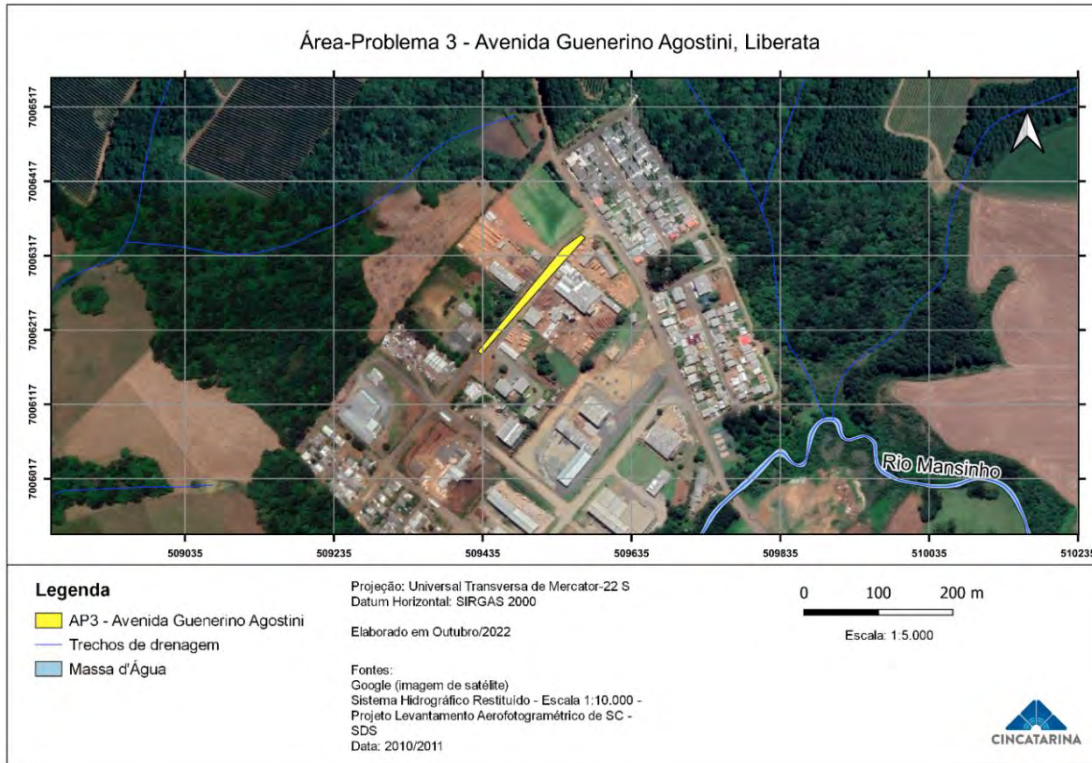 Área-Problema 3 - Avenida Guenerino Agostini, Liberata
7006517
7006417
7006317
7006217
7006117
7006017
Rio Mansinho
509035
509235
509435
509635
509835
510035
510235
Legenda
AP3 - Avenida Guenerino Agostini
Trechos de drenagem
Massa d'Água
Projeção: Universal Transversa de Mercator-22 S
Datum Horizontal: SIRGAS 2000
Elaborado em Outubro/2022
Fontes:
Google (imagem de satélite)
Sistema Hidrográfico Restituído - Escala 1:10.000 -
Projeto Levantamento Aerofotogramétrico de SC -
SDS
Data: 2010/2011
0 100 200 m
Escala: 1:5.000
CINCATARINA